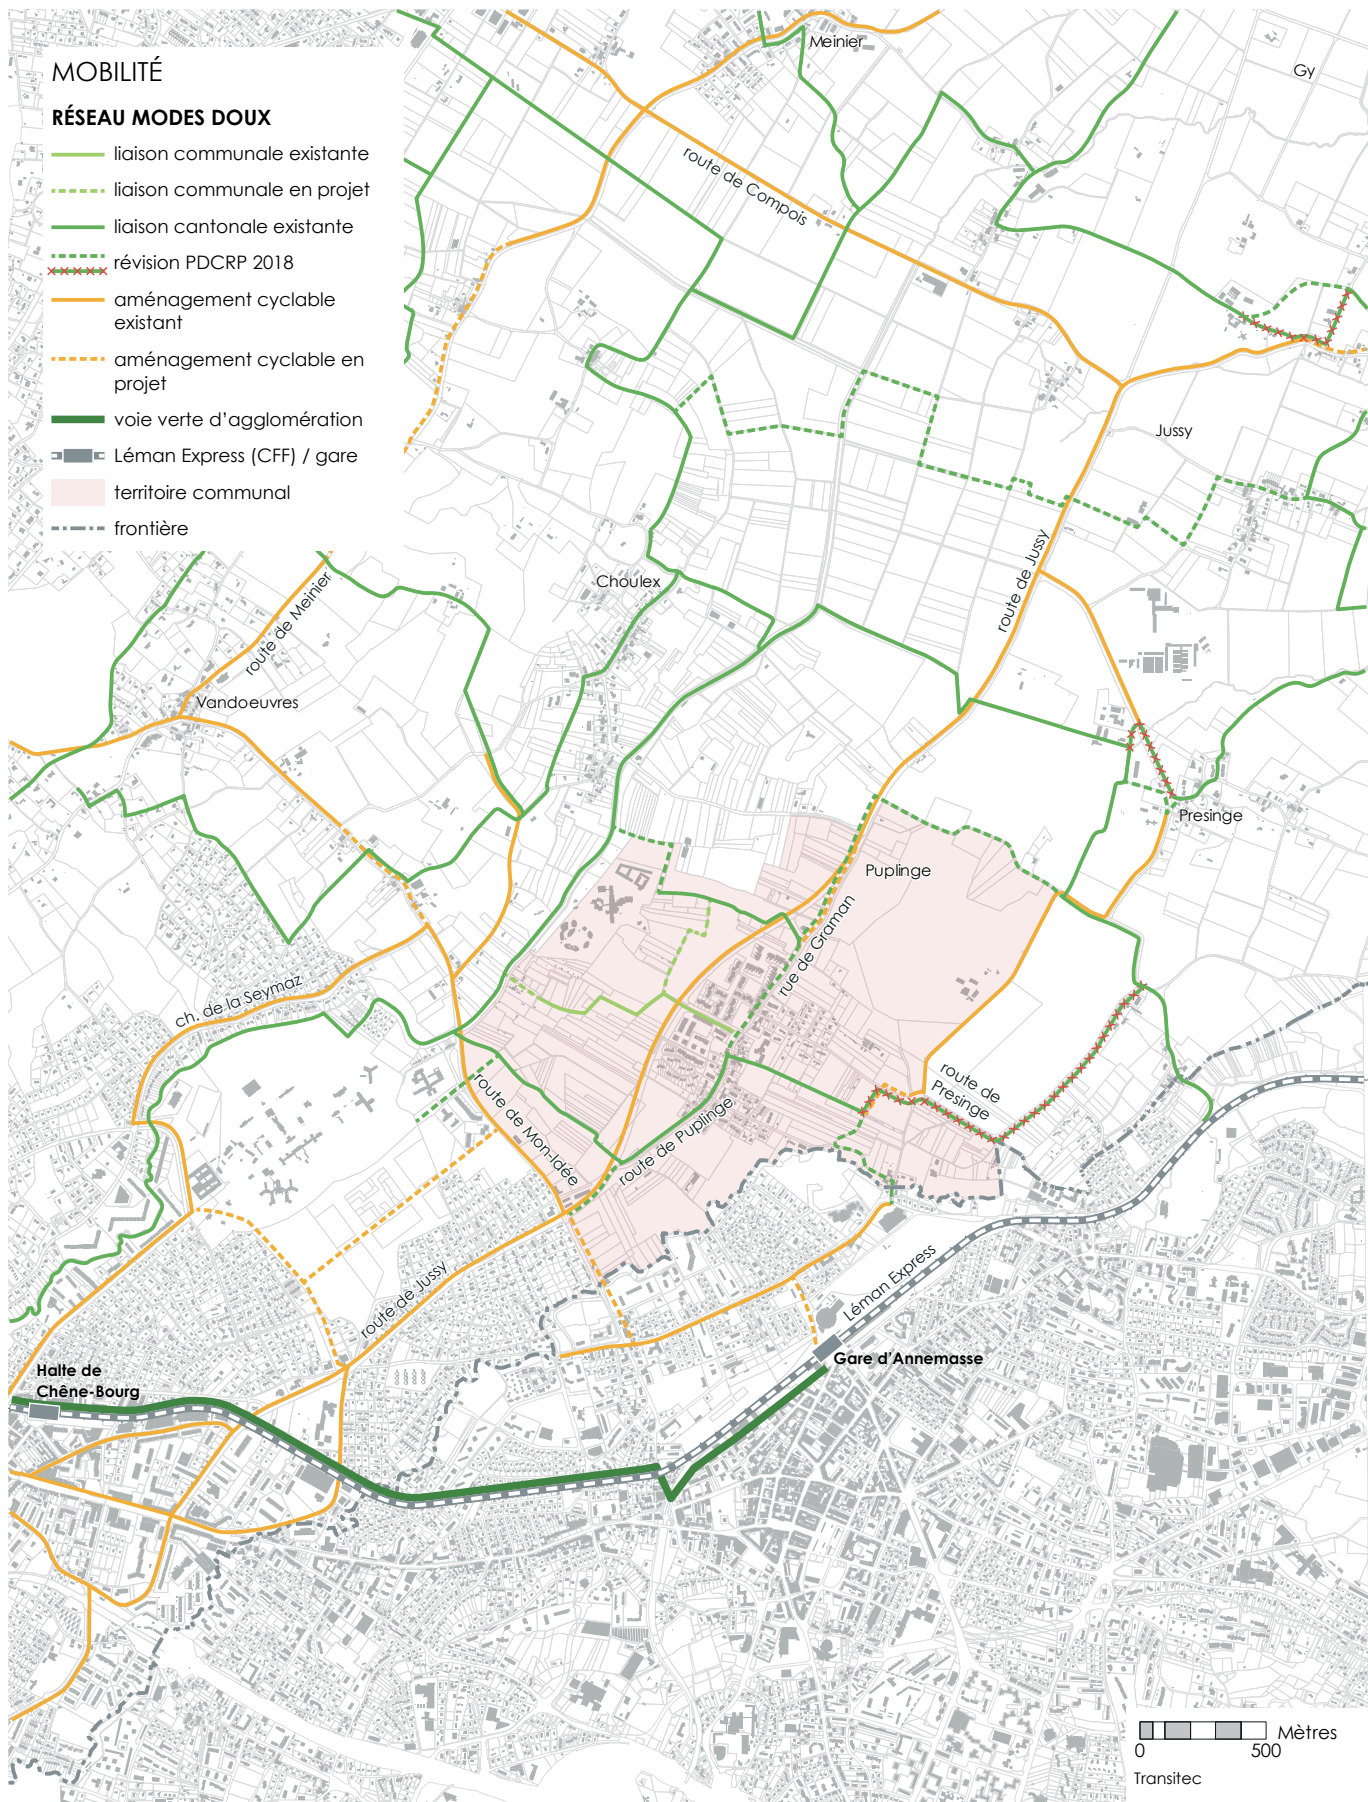 MOBILITÉ
RÉSEAU MODES DOUX
liaison communale existante
liaison communale en projet
liaison cantonale existante
révision PDCRP 2018
aménagement cyclable
existant
aménagement cyclable en
projet
voie verte d’agglomération
Léman Express (CFF) / gare
territoire communal
frontière
Meinier
Gy
route de Compois
Jussy
route de Jussy
Choulex
route de Meinier
Vandoeuvres
Presinge
Puplinge
rue de Graman
ch. de la Seymaz
route de
Presinge
route de Mon-Idée
route de Puplinge
route de Jussy
Léman Express
Halte de
Chêne-Bourg
Gare d’Annemasse
Mètres
0 500
Transitec